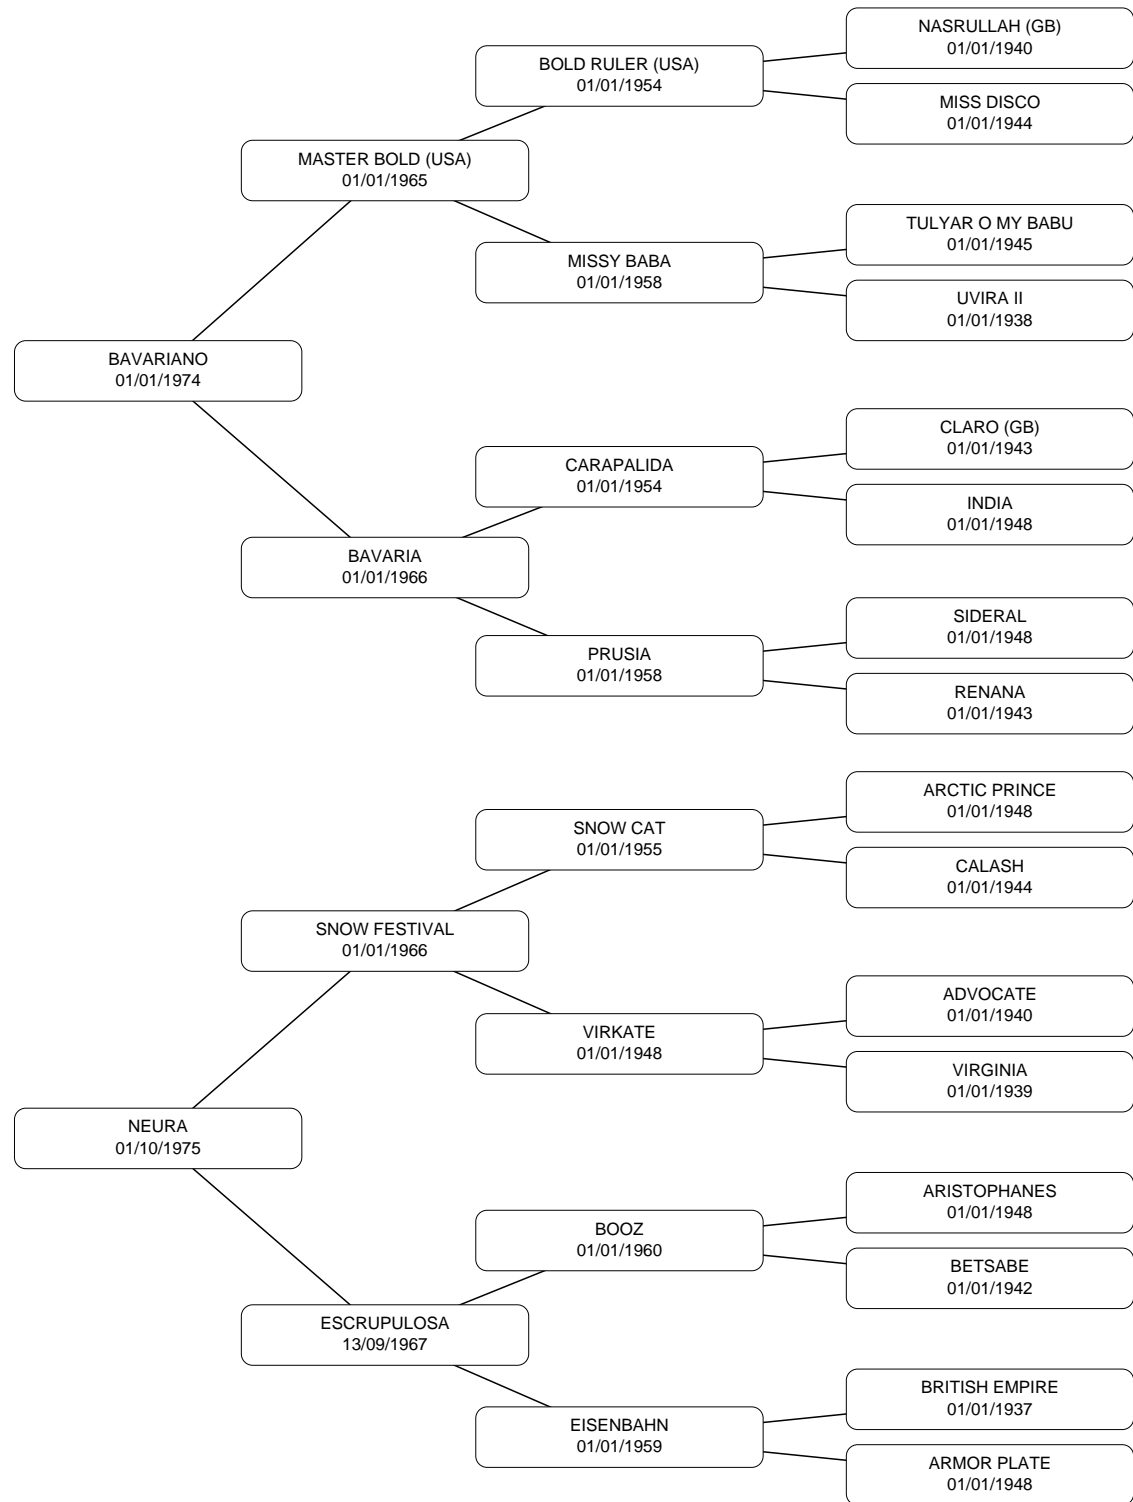 NASRULLAH (GB)
01/01/1940
BOLD RULER (USA)
01/01/1954
MISS DISCO
01/01/1944
MASTER BOLD (USA)
01/01/1965
TULYAR O MY BABU
01/01/1945
MISSY BABA
01/01/1958
UVIRA II
01/01/1938
BAVARIANO
01/01/1974
CLARO (GB)
01/01/1943
CARAPALIDA
01/01/1954
INDIA
01/01/1948
BAVARIA
01/01/1966
SIDERAL
01/01/1948
PRUSIA
01/01/1958
RENANA
01/01/1943
ARCTIC PRINCE
01/01/1948
SNOW CAT
01/01/1955
CALASH
01/01/1944
SNOW FESTIVAL
01/01/1966
ADVOCATE
01/01/1940
VIRKATE
01/01/1948
VIRGINIA
01/01/1939
NEURA
01/10/1975
ARISTOPHANES
01/01/1948
BOOZ
01/01/1960
BETSABE
01/01/1942
ESCRUPULOSA
13/09/1967
BRITISH EMPIRE
01/01/1937
EISENBAHN
01/01/1959
ARMOR PLATE
01/01/1948